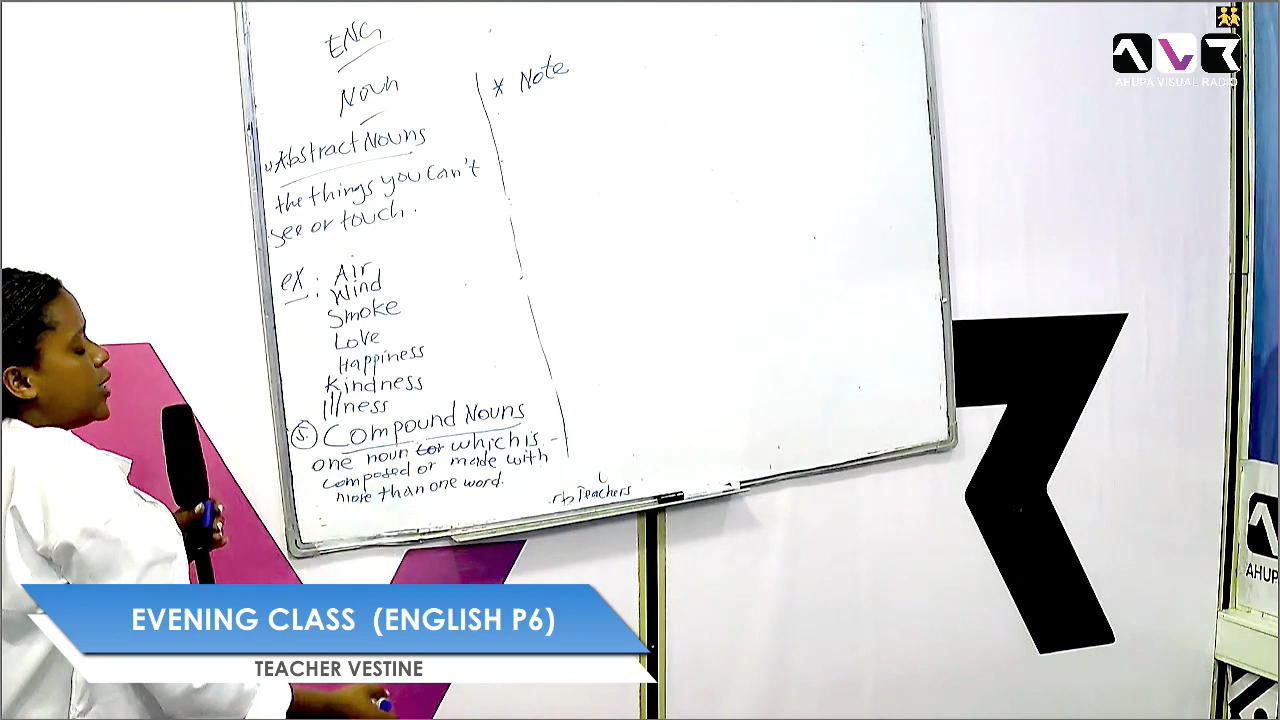 ENG
Noun
Abstract Nouns
the things you can't
see or touch.
ex: Air
Wind
Smoke
Love
Happiness
Kindness
Illness
5 Compound Nouns
one noun which is
composed or made with
more than one word.
* Note
Teachers
AHUPA VISUAL RADIO
AHUP
EVENING CLASS (ENGLISH P6)
TEACHER VESTINE